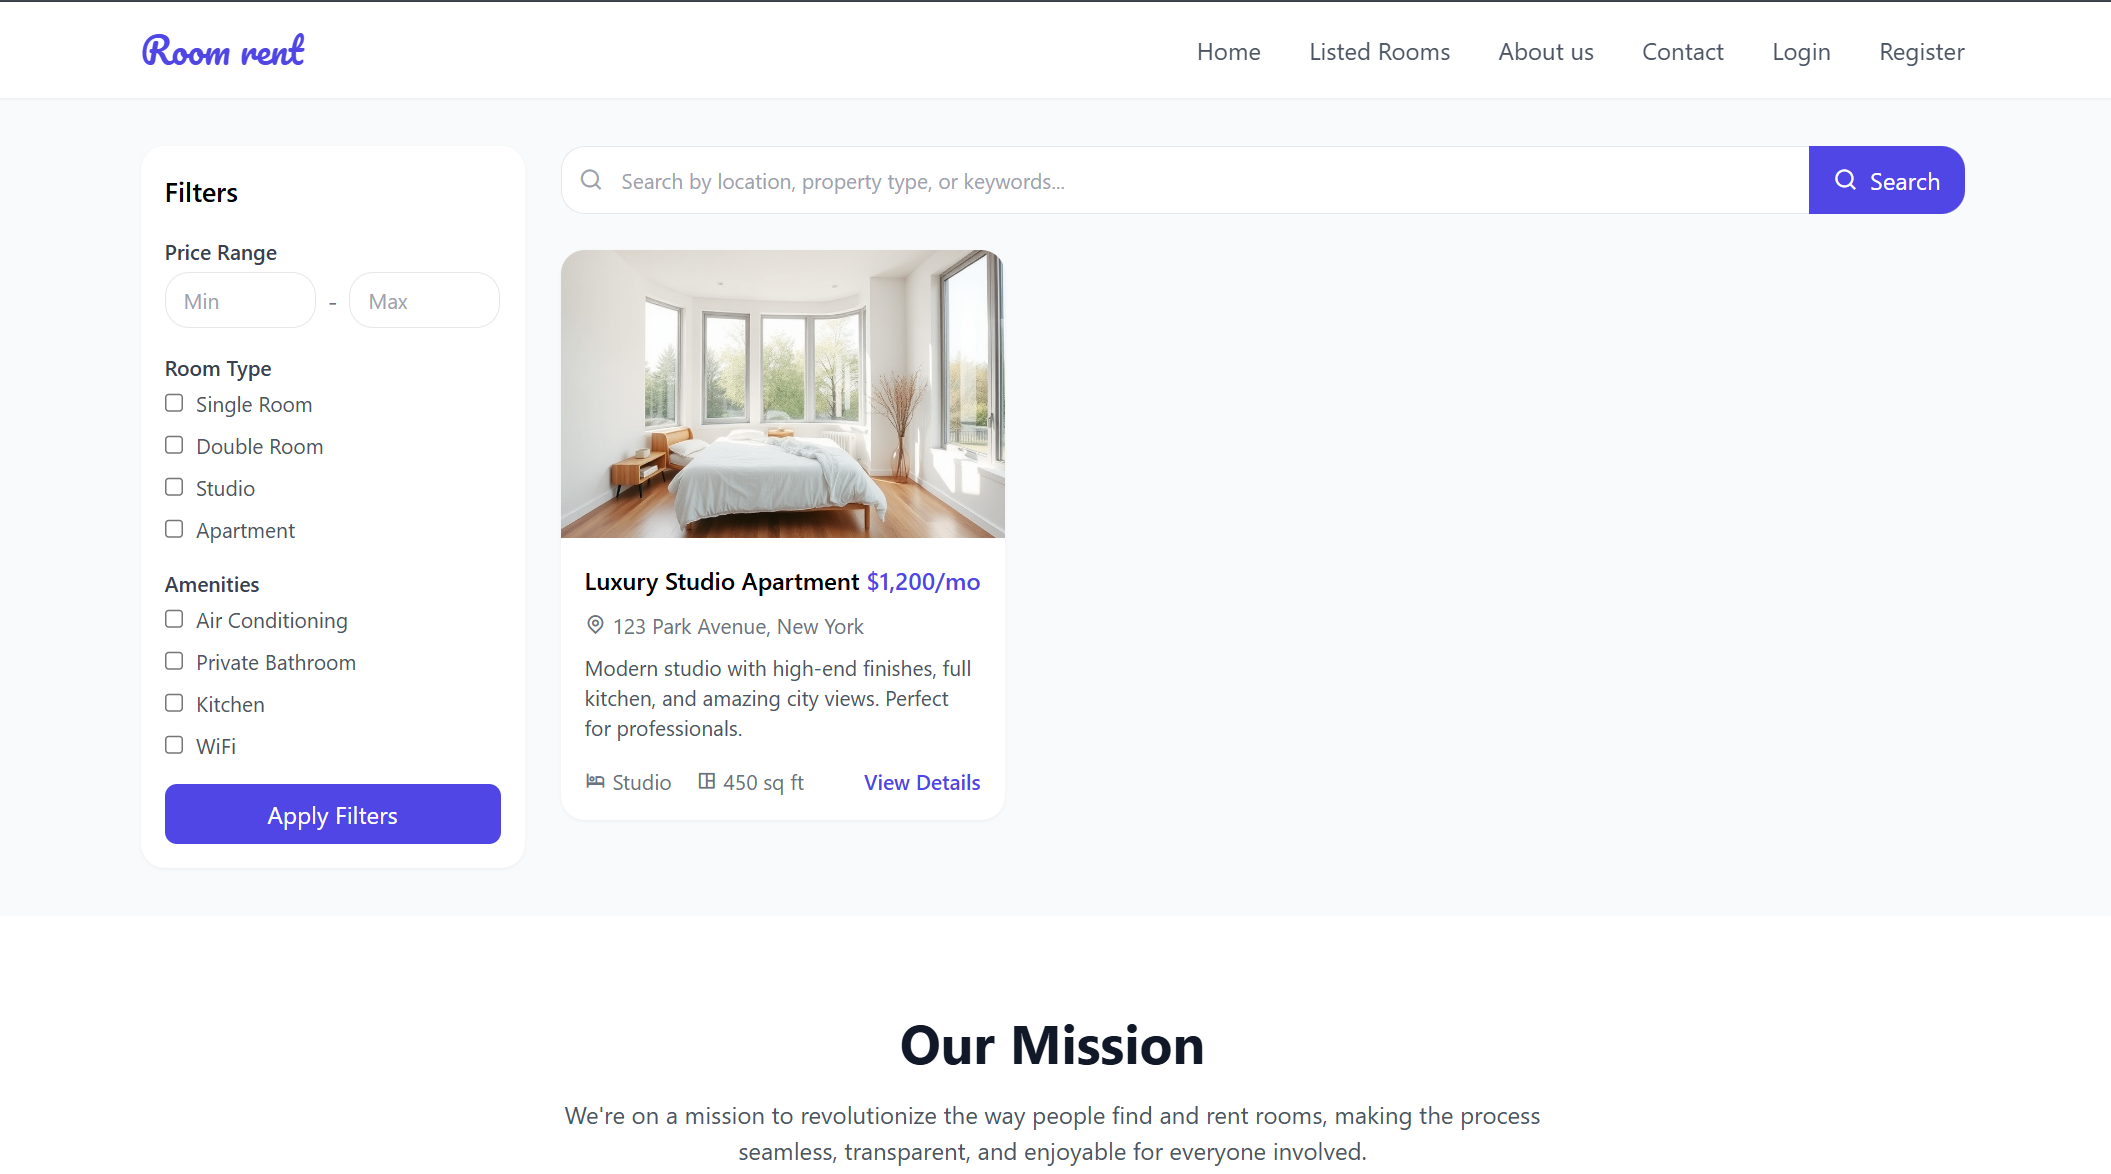 Room rent
Home
Listed Rooms
About us
Contact
Login
Register
Filters
Price Range
Min
-
Max
Room Type
Single Room
Double Room
Studio
Apartment
Amenities
Air Conditioning
Private Bathroom
Kitchen
WiFi
Apply Filters
Search by location, property type, or keywords...
Search
Luxury Studio Apartment $1,200/mo
123 Park Avenue, New York
Modern studio with high-end finishes, full
kitchen, and amazing city views. Perfect
for professionals.
Studio
450 sq ft
View Details
Our Mission
We're on a mission to revolutionize the way people find and rent rooms, making the process
seamless, transparent, and enjoyable for everyone involved.